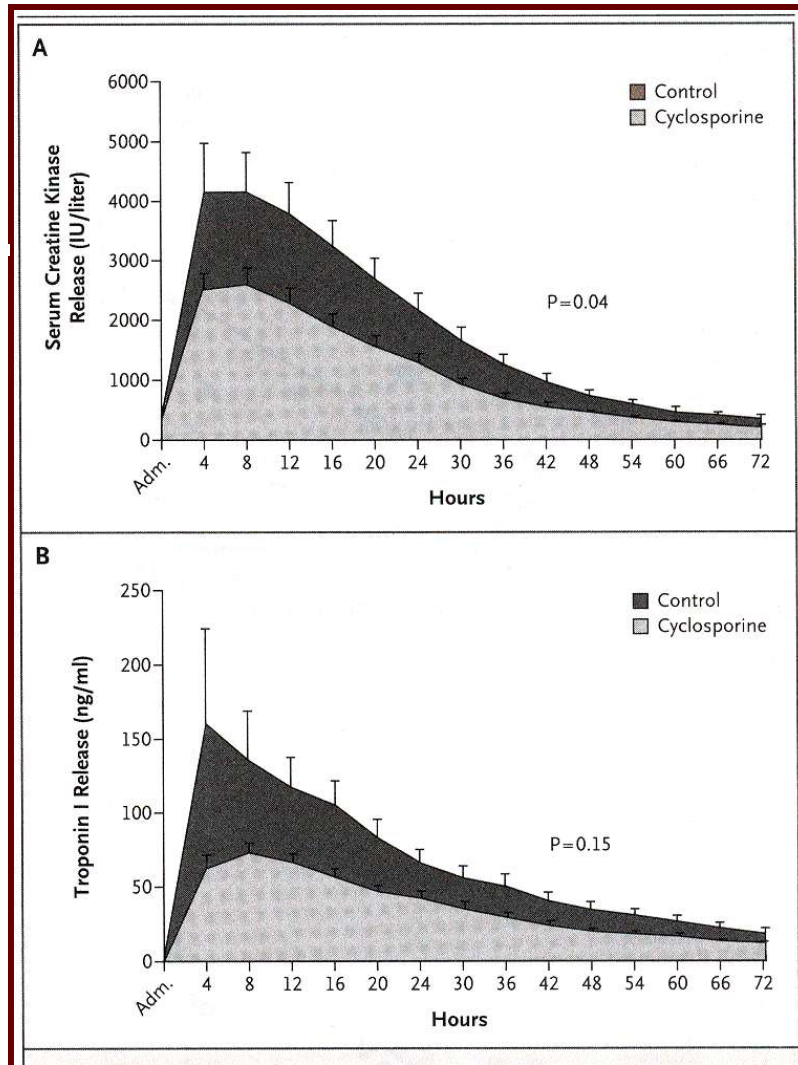 A
6000
5000
4000
3000
2000
1000
0
Serum Creatine Kinase
Release (IU/liter)
Control
Cyclosporine
P=0.04
Adm. 4 8 12 16 20 24 30 36 42 48 54 60 66 72
Hours
B
250
200
150
100
50
0
Troponin I Release (ng/ml)
Control
Cyclosporine
P=0.15
Adm. 4 8 12 16 20 24 30 36 42 48 54 60 66 72
Hours